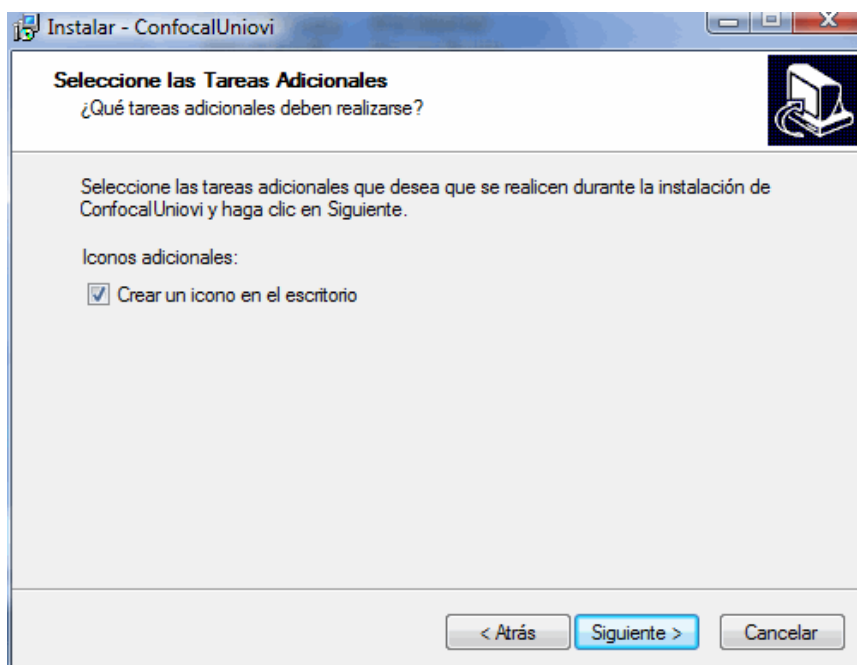 Instalar - ConfocalUniovi
Seleccione las Tareas Adicionales
¿Qué tareas adicionales deben realizarse?
Seleccione las tareas adicionales que desea que se realicen durante la instalación de
ConfocalUniovi y haga clic en Siguiente.
Iconos adicionales:
Crear un icono en el escritorio
< Atrás
Siguiente >
Cancelar